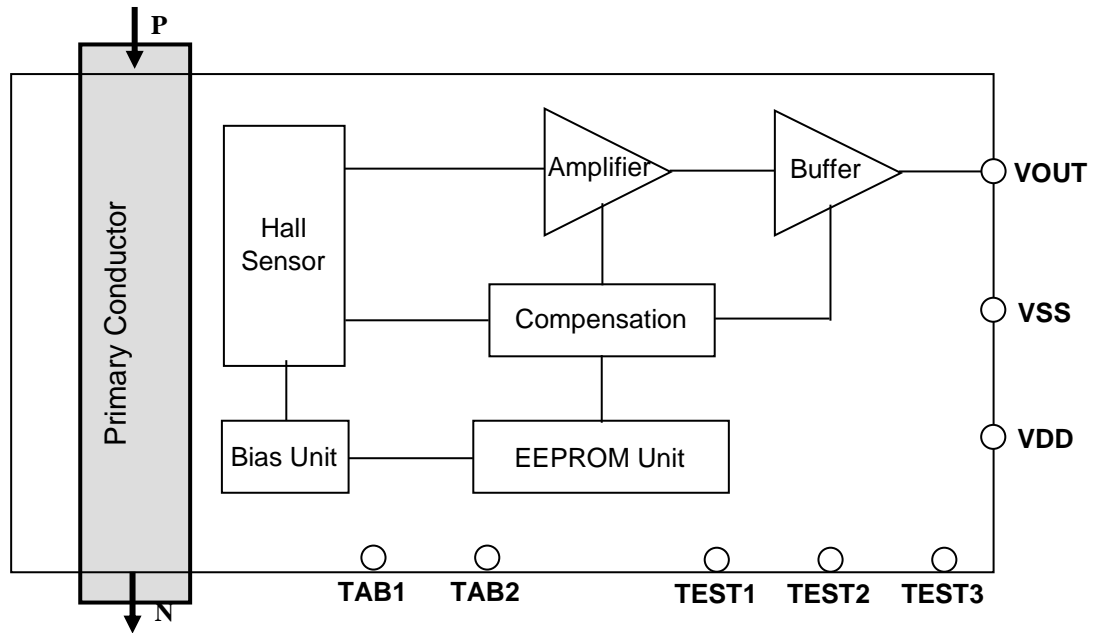 P
Amplifier
Buffer
VOUT
Hall
Sensor
Primary Conductor
Compensation
VSS
VDD
Bias Unit
EEPROM Unit
TAB1
TAB2
TEST1
TEST2
TEST3
N